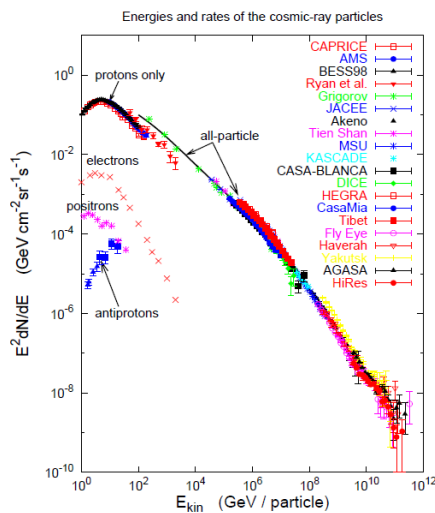 Energies and rates of the cosmic-ray particles
CAPRICE
AMS
BESS98
Ryan et al.
Grigorov
JACEE
Akeno
Tien Shan
MSU
KASCADE
CASA-BLANCA
DICE
HEGRA
CasaMia
Tibet
Fly Eye
Haverah
Yakutsk
AGASA
HiRes
protons only
all-particle
electrons
positrons
antiprotons
E²dN/dE (GeV cm⁻²sr⁻¹s⁻¹)
10⁰
10⁻²
10⁻⁴
10⁻⁶
10⁻⁸
10⁻¹⁰
10⁰ 10² 10⁴ 10⁶ 10⁸ 10¹⁰ 10¹²
E_kin (GeV / particle)